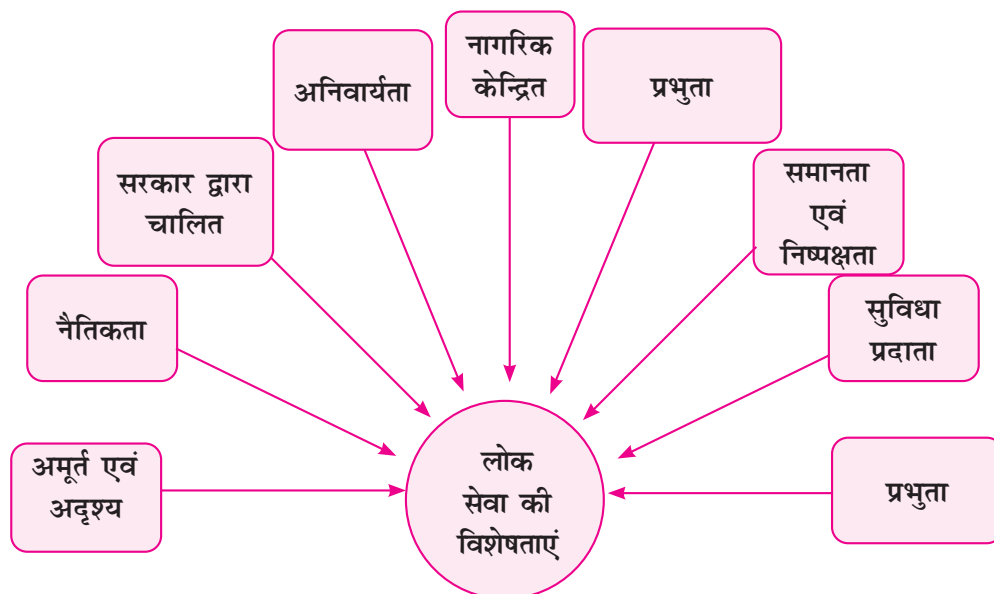 नागरिक
केन्द्रित
अनिवार्यता
प्रभुता
सरकार द्वारा
चालित
समानता
एवं
निष्पक्षता
नैतिकता
सुविधा
प्रदाता
अमूर्त एवं
अदृश्य
लोक
सेवा की
विशेषताएं
प्रभुता